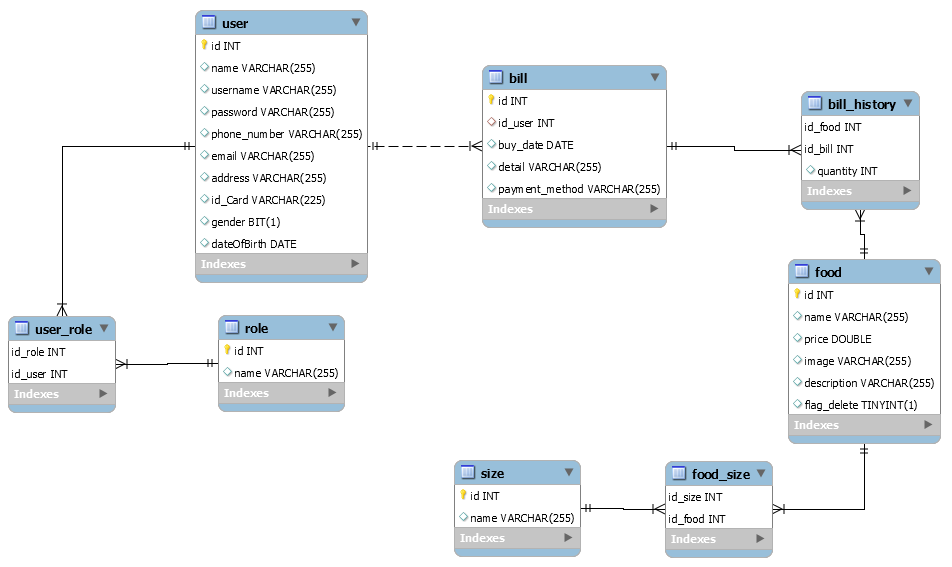 user
id INT
name VARCHAR(255)
username VARCHAR(255)
password VARCHAR(255)
phone_number VARCHAR(255)
email VARCHAR(255)
address VARCHAR(255)
id_Card VARCHAR(225)
gender BIT(1)
dateOfBirth DATE
Indexes
bill
id INT
id_user INT
buy_date DATE
detail VARCHAR(255)
payment_method VARCHAR(255)
Indexes
bill_history
id_food INT
id_bill INT
quantity INT
Indexes
user_role
id_role INT
id_user INT
Indexes
role
id INT
name VARCHAR(255)
Indexes
food
id INT
name VARCHAR(255)
price DOUBLE
image VARCHAR(255)
description VARCHAR(255)
flag_delete TINYINT(1)
Indexes
size
id INT
name VARCHAR(255)
Indexes
food_size
id_size INT
id_food INT
Indexes